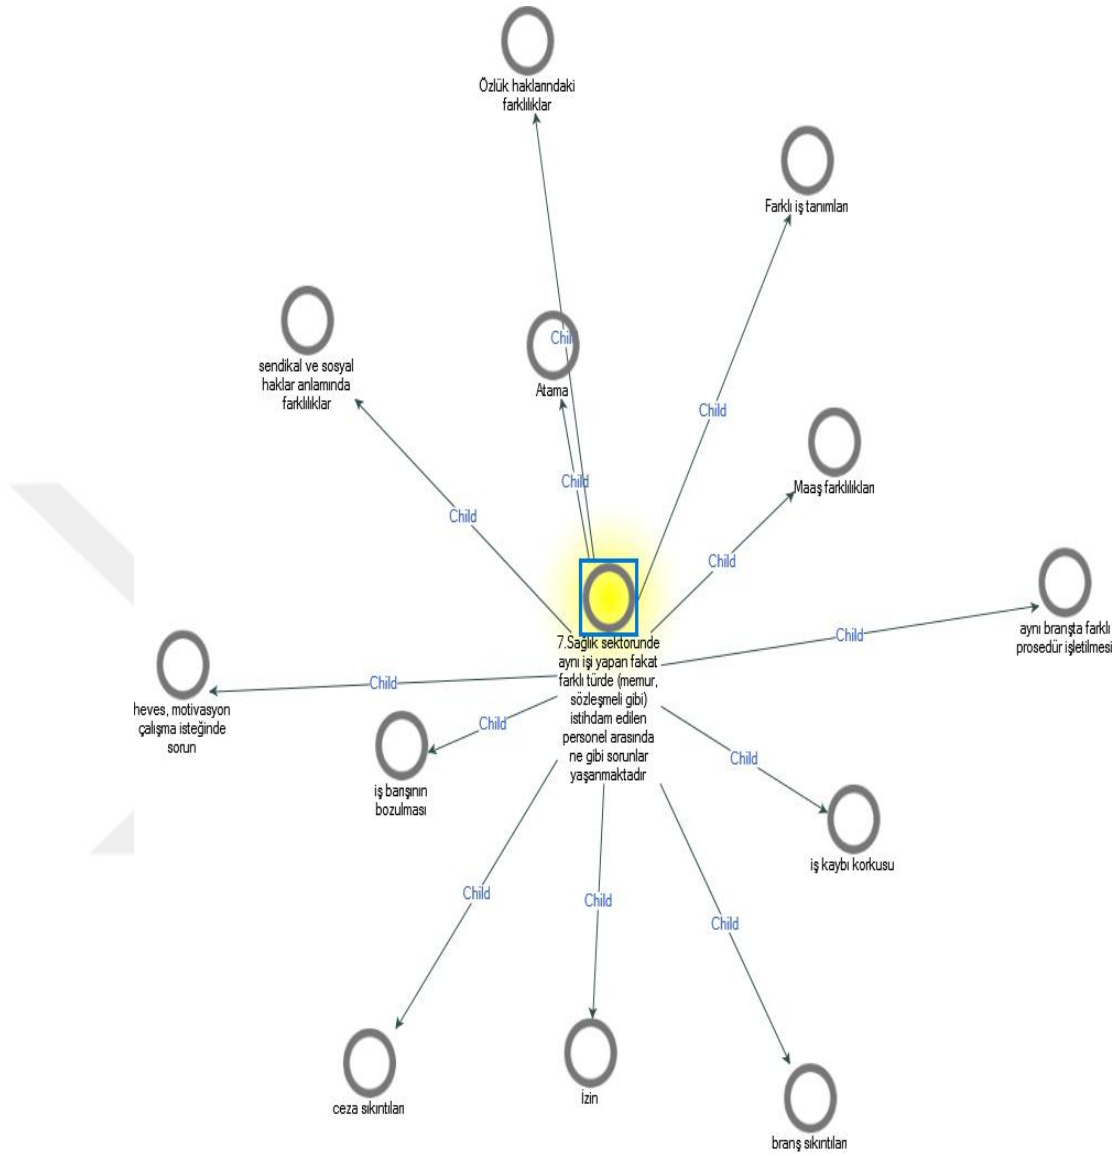 Özlük haklarındaki
farklılıklar
Farklı iş tanımları
Child
sendikal ve sosyal
haklar anlamında
farklılıklar
Atama
Child
Child
Maaş farklılıkları
Child
Child
Child
aynı branşta farklı
prosedür işletilmesi
Child
7.Sağlık sektöründe
aynı işi yapan fakat
farklı türde (memur,
sözleşmeli gibi)
istihdam edilen
personel arasında
ne gibi sorunlar
yaşanmaktadır
Child
heves, motivasyon
çalışma isteğinde
sorun
Child
iş barışının
bozulması
Child
iş kaybı korkusu
Child
Child
Child
ceza sıkıntıları
İzin
branş sıkıntıları